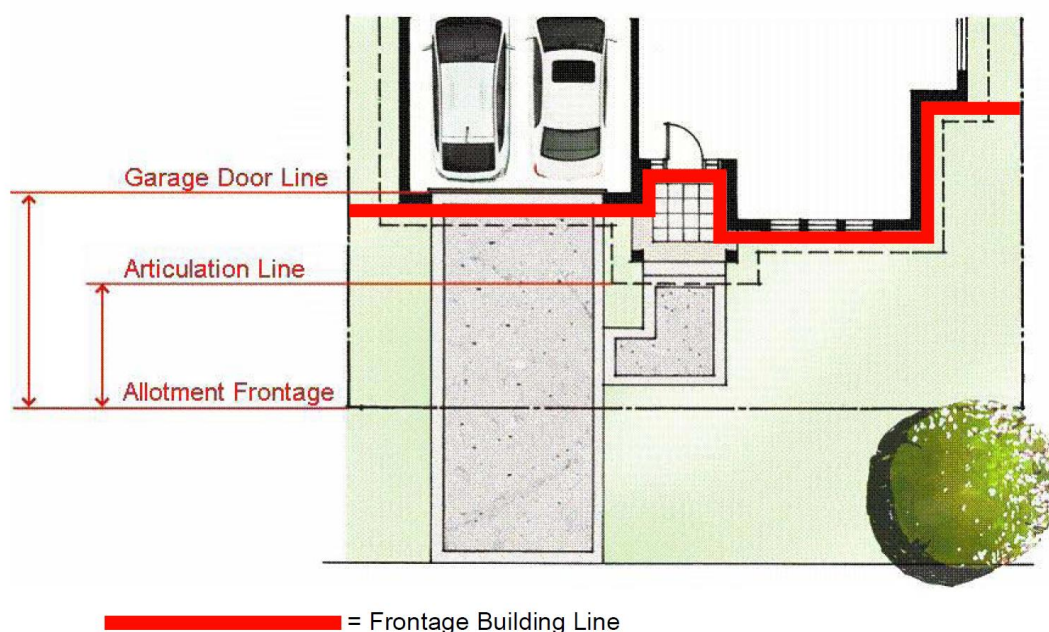 Garage Door Line
Articulation Line
Allotment Frontage
= Frontage Building Line